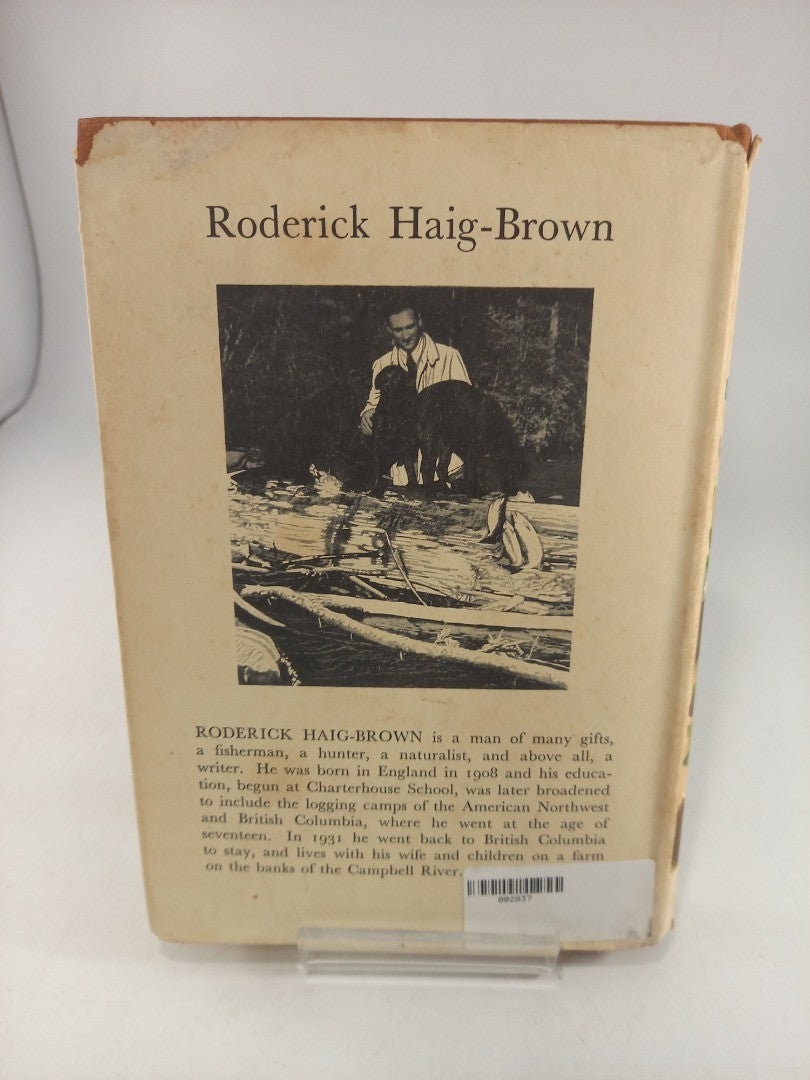 Roderick Haig-Brown
RODERICK HAIG-BROWN is a man of many gifts,
a fisherman, a hunter, a naturalist, and above all, a
writer. He was born in England in 1908 and his educa-
tion, begun at Charterhouse School, was later broadened
to include the logging camps of the American Northwest
and British Columbia, where he went at the age of
seventeen. In 1931 he went back to British Columbia
to stay, and lives with his wife and children on a farm
on the banks of the Campbell River.
002037